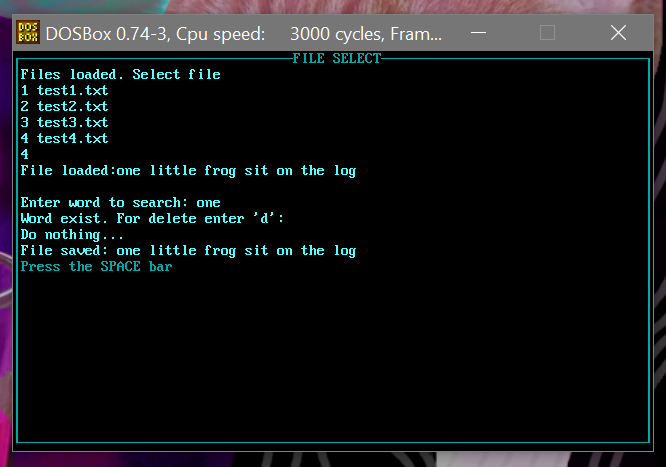 DOS BOX DOSBox 0.74-3, Cpu speed: 3000 cycles, Fram...
FILE SELECT
Files loaded. Select file
1 test1.txt
2 test2.txt
3 test3.txt
4 test4.txt
4
File loaded:one little frog sit on the log
Enter word to search: one
Word exist. For delete enter 'd':
Do nothing...
File saved: one little frog sit on the log
Press the SPACE bar